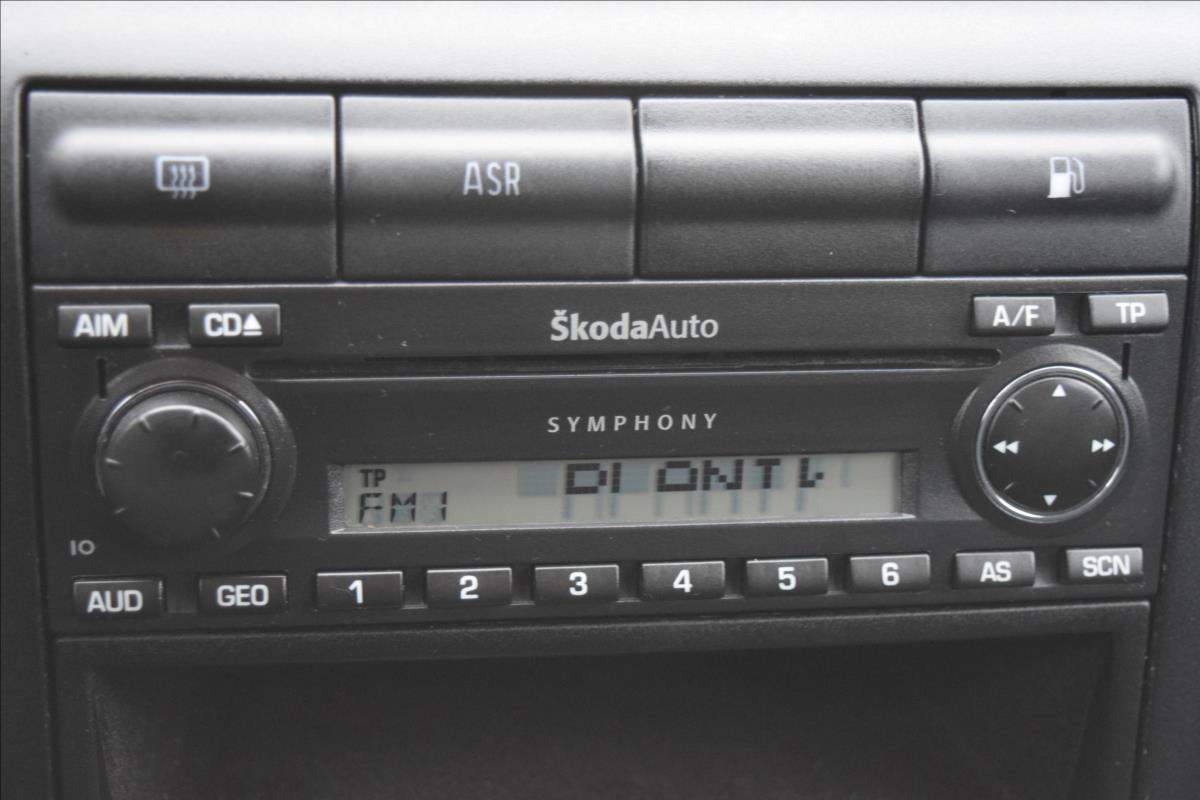 ASR
AIM CD ŠkodaAuto A/F TP
SYMPHONY
TP
FM1
AUD GEO 1 2 3 4 5 6 AS SCN